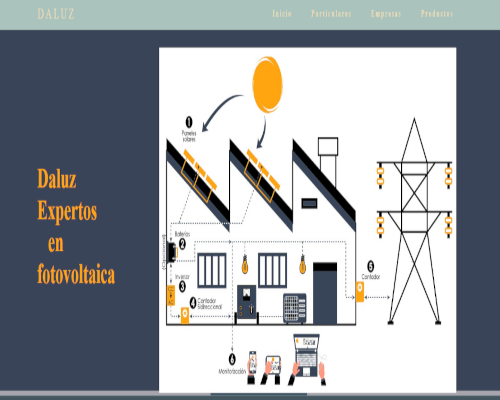 DALUZ
Inicio Particulares Empresas Productos
Daluz
Expertos
en
fotovoltaica
1
Paneles
solares
Batería
2
Inversor
3
4 Contador
bidireccional
5
Contador
6
Monitorización